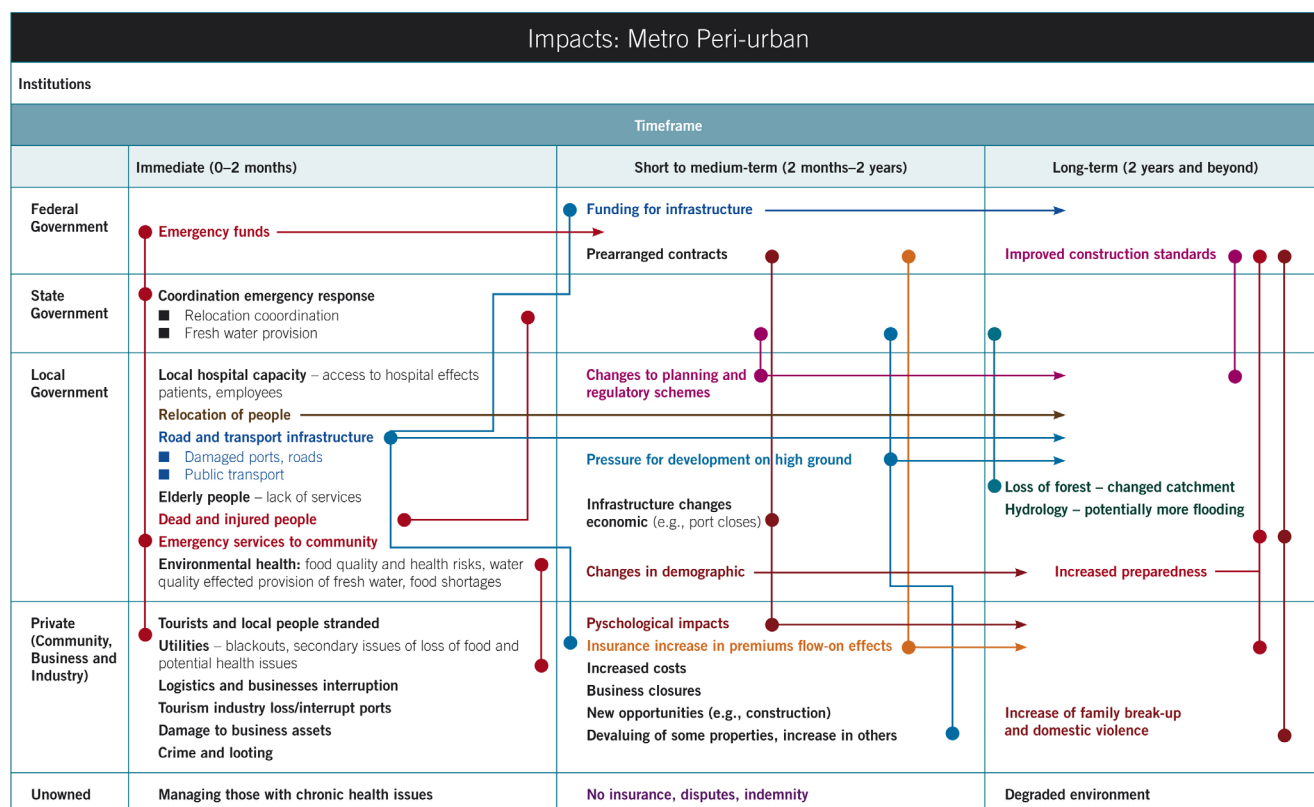 Impacts: Metro Peri-urban
Institutions
Timeframe
Immediate (0–2 months)
Short to medium-term (2 months–2 years)
Long-term (2 years and beyond)
Federal
Government
Emergency funds
Funding for infrastructure
Prearranged contracts
Improved construction standards
State
Government
Coordination emergency response
■ Relocation cooordination
■ Fresh water provision
Local
Government
Local hospital capacity – access to hospital effects
patients, employees
Relocation of people
Road and transport infrastructure
■ Damaged ports, roads
■ Public transport
Elderly people – lack of services
Dead and injured people
Emergency services to community
Environmental health: food quality and health risks, water
quality effected provision of fresh water, food shortages
Changes to planning and
regulatory schemes
Pressure for development on high ground
Infrastructure changes
economic (e.g., port closes)
Changes in demographic
Loss of forest – changed catchment
Hydrology – potentially more flooding
Increased preparedness
Private
(Community,
Business and
Industry)
Tourists and local people stranded
Utilities – blackouts, secondary issues of loss of food and
potential health issues
Logistics and businesses interruption
Tourism industry loss/interrupt ports
Damage to business assets
Crime and looting
Pyschological impacts
Insurance increase in premiums flow-on effects
Increased costs
Business closures
New opportunities (e.g., construction)
Devaluing of some properties, increase in others
Increase of family break-up
and domestic violence
Unowned
Managing those with chronic health issues
No insurance, disputes, indemnity
Degraded environment